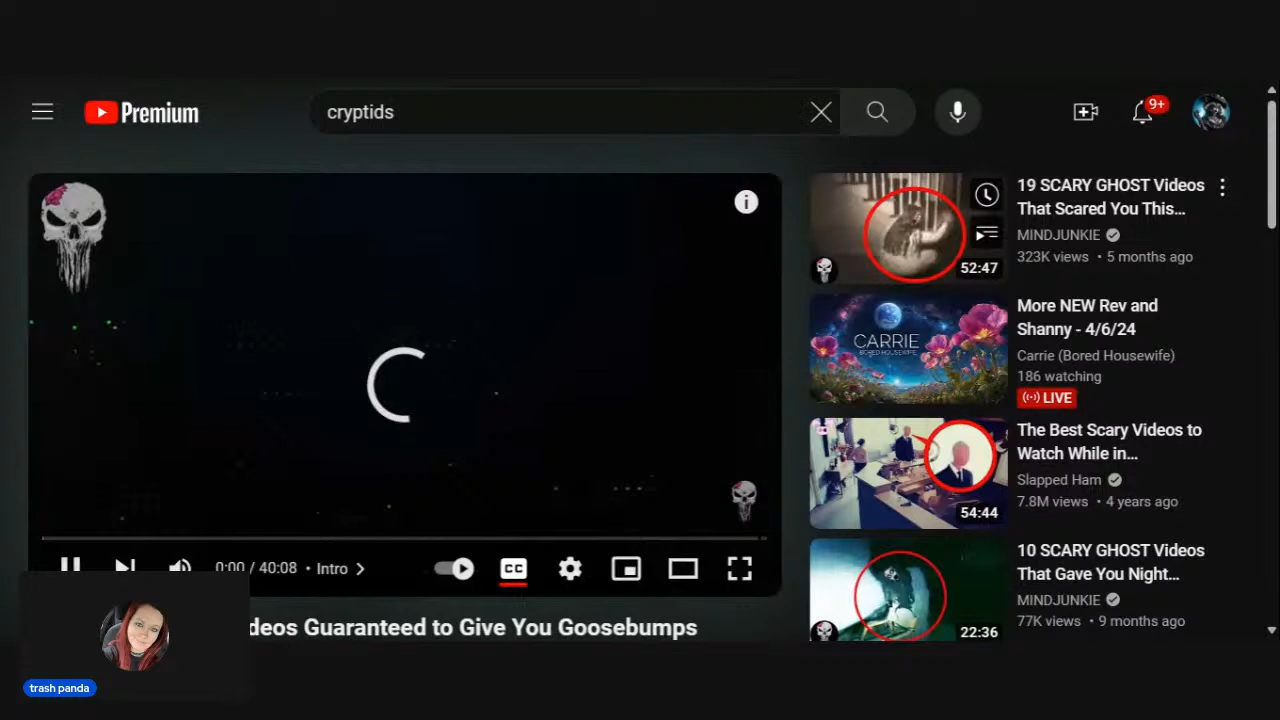 Premium
cryptids
9+
i
0:00 / 40:08 • Intro
CC
deos Guaranteed to Give You Goosebumps
trash panda
52:47
19 SCARY GHOST Videos
That Scared You This...
MINDJUNKIE
323K views • 5 months ago
CARRIE
BORED HOUSEWIFE
More NEW Rev and
Shanny - 4/6/24
Carrie (Bored Housewife)
186 watching
LIVE
54:44
The Best Scary Videos to
Watch While in...
Slapped Ham
7.8M views • 4 years ago
22:36
10 SCARY GHOST Videos
That Gave You Night...
MINDJUNKIE
77K views • 9 months ago